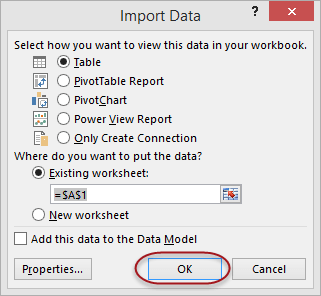 Import Data
Select how you want to view this data in your workbook.
Table
PivotTable Report
PivotChart
Power View Report
Only Create Connection
Where do you want to put the data?
Existing worksheet:
=$A$1
New worksheet
Add this data to the Data Model
Properties...
OK
Cancel